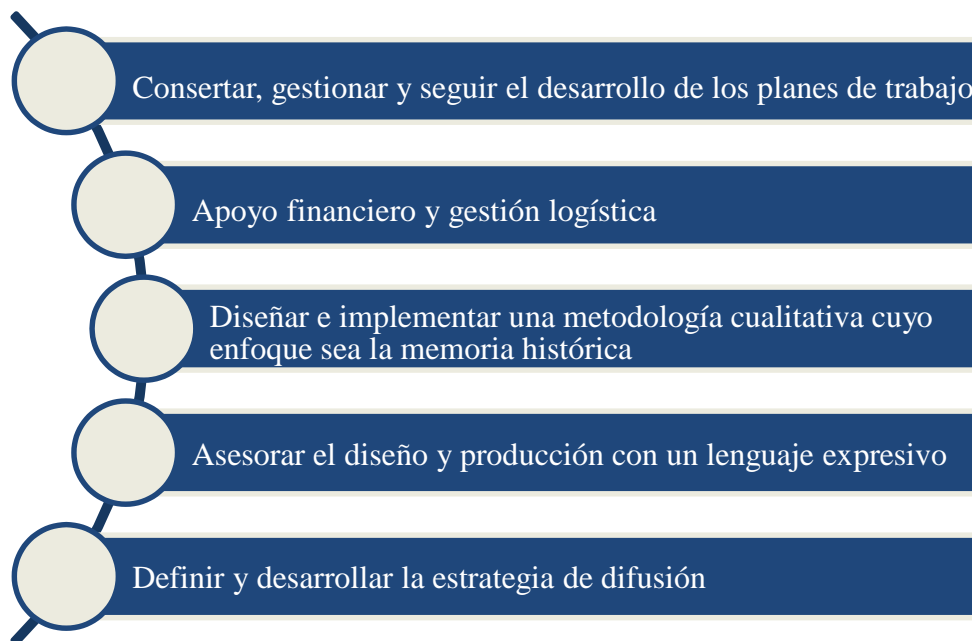 Consertar, gestionar y seguir el desarrollo de los planes de trabajo
Apoyo financiero y gestión logística
Diseñar e implementar una metodología cualitativa cuyo
enfoque sea la memoria histórica
Asesorar el diseño y producción con un lenguaje expresivo
Definir y desarrollar la estrategia de difusión